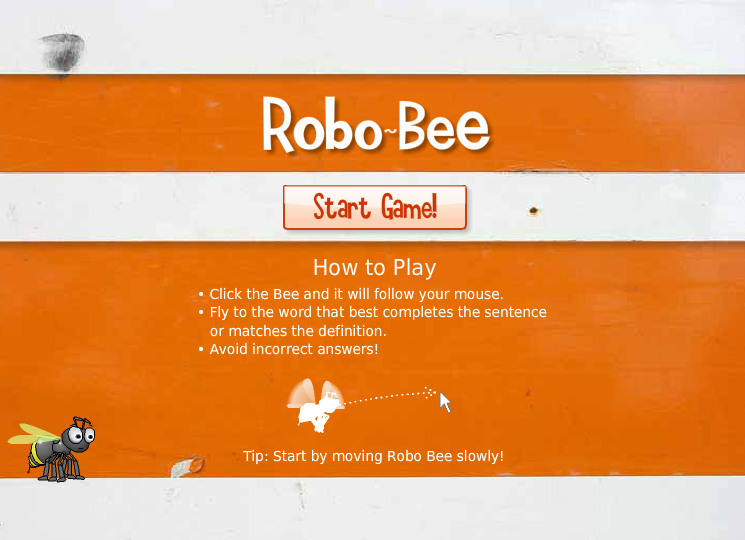 Robo~Bee
Start Game!
How to Play
• Click the Bee and it will follow your mouse.
• Fly to the word that best completes the sentence
or matches the definition.
• Avoid incorrect answers!
Tip: Start by moving Robo Bee slowly!